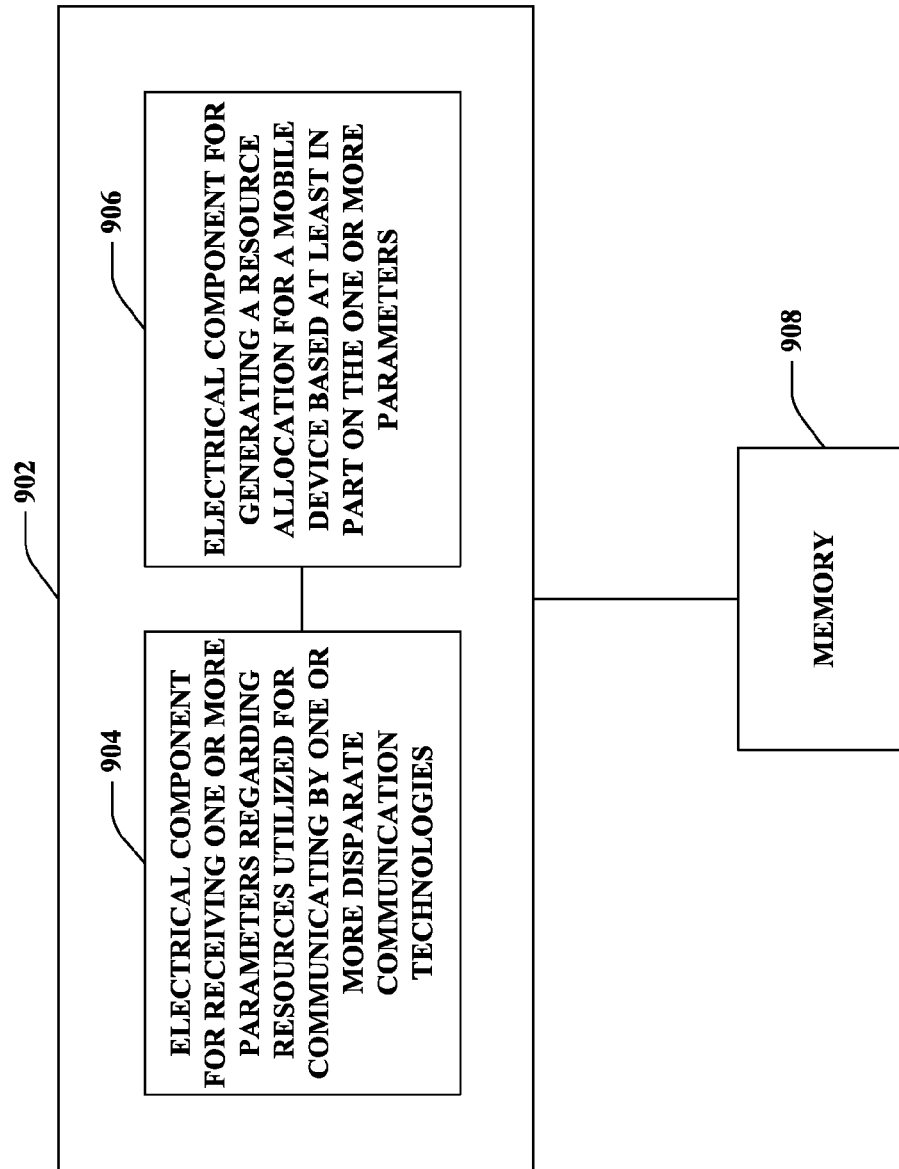 902
904
ELECTRICAL COMPONENT
FOR RECEIVING ONE OR MORE
PARAMETERS REGARDING
RESOURCES UTILIZED FOR
COMMUNICATING BY ONE OR
MORE DISPARATE
COMMUNICATION
TECHNOLOGIES
906
ELECTRICAL COMPONENT FOR
GENERATING A RESOURCE
ALLOCATION FOR A MOBILE
DEVICE BASED AT LEAST IN
PART ON THE ONE OR MORE
PARAMETERS
908
MEMORY